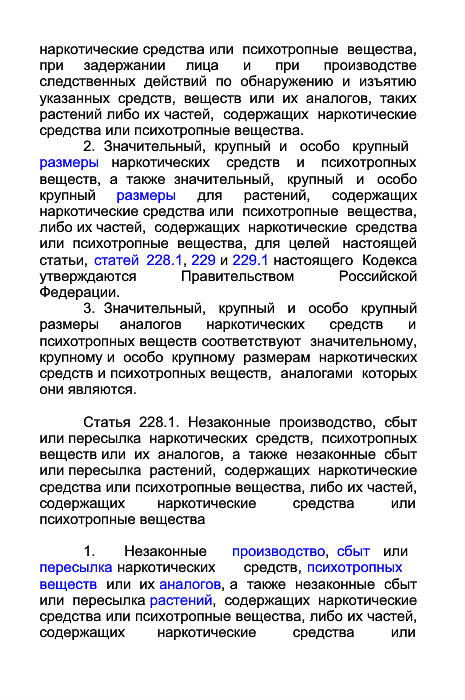 наркотические средства или психотропные вещества,
при задержании лица и при производстве
следственных действий по обнаружению и изъятию
указанных средств, веществ или их аналогов, таких
растений либо их частей, содержащих наркотические
средства или психотропные вещества.
2. Значительный, крупный и особо крупный
размеры наркотических средств и психотропных
веществ, а также значительный, крупный и особо
крупный размеры для растений, содержащих
наркотические средства или психотропные вещества,
либо их частей, содержащих наркотические средства
или психотропные вещества, для целей настоящей
статьи, статей 228.1, 229 и 229.1 настоящего Кодекса
утверждаются Правительством Российской
Федерации.
3. Значительный, крупный и особо крупный
размеры аналогов наркотических средств и
психотропных веществ соответствуют значительному,
крупному и особо крупному размерам наркотических
средств и психотропных веществ, аналогами которых
они являются.
Статья 228.1. Незаконные производство, сбыт
или пересылка наркотических средств, психотропных
веществ или их аналогов, а также незаконные сбыт
или пересылка растений, содержащих наркотические
средства или психотропные вещества, либо их частей,
содержащих наркотические средства или
психотропные вещества
1. Незаконные производство, сбыт или
пересылка наркотических средств, психотропных
веществ или их аналогов, а также незаконные сбыт
или пересылка растений, содержащих наркотические
средства или психотропные вещества, либо их частей,
содержащих наркотические средства или